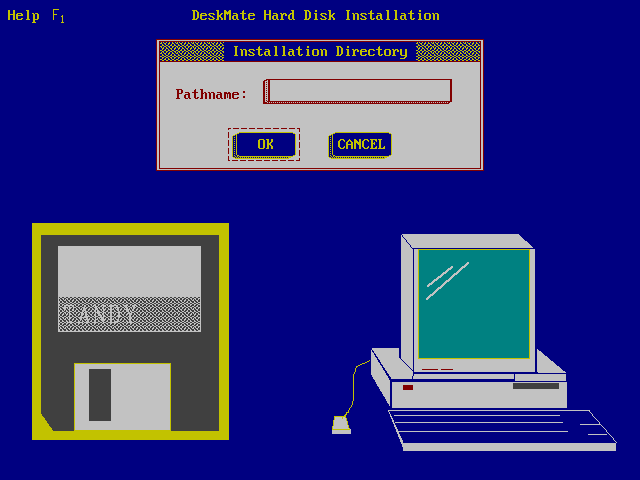 Help F1 DeskMate Hard Disk Installation
Installation Directory
Pathname:
OK CANCEL
TANDY